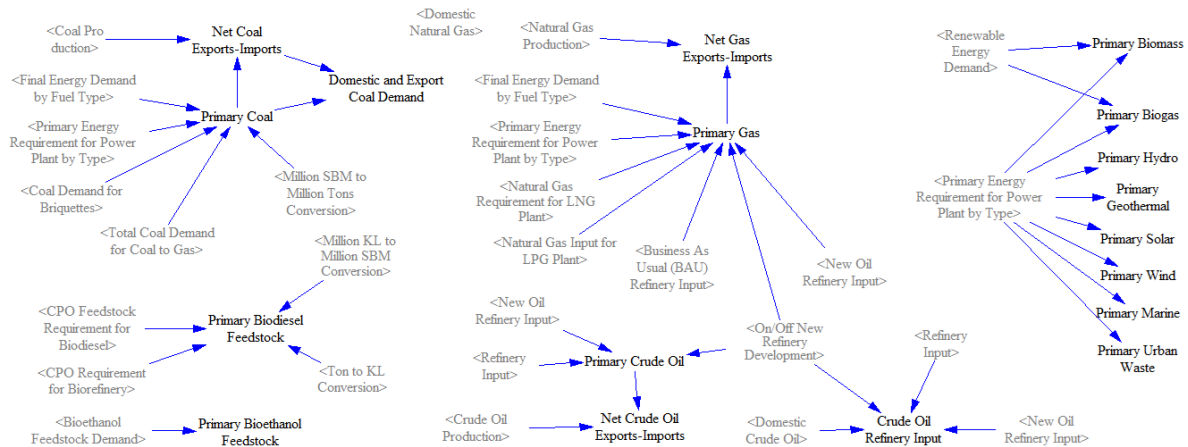 <Coal Pro
duction>
Net Coal
Exports-Imports
<Final Energy Demand
by Fuel Type>
Domestic and Export
Coal Demand
Primary Coal
<Primary Energy
Requirement for Power
Plant by Type>
<Coal Demand for
Briquettes>
<Million SBM to
Million Tons
Conversion>
<Total Coal Demand
for Coal to Gas>
<Million KL to
Million SBM
Conversion>
<CPO Feedstock
Requirement for
Biodiesel>
Primary Biodiesel
Feedstock
<CPO Requirement
for Biorefinery>
<Ton to KL
Conversion>
<Bioethanol
Feedstock Demand>
Primary Bioethanol
Feedstock
<Domestic
Natural Gas>
<Natural Gas
Production>
Net Gas
Exports-Imports
<Final Energy Demand
by Fuel Type>
Primary Gas
<Primary Energy
Requirement for Power
Plant by Type>
<Natural Gas
Requirement for LNG
Plant>
<Natural Gas Input for
LPG Plant>
<Business As
Usual (BAU)
Refinery Input>
<New Oil
Refinery Input>
<New Oil
Refinery Input>
<On/Off New
Refinery
Development>
<Refinery
Input>
Primary Crude Oil
<Refinery
Input>
<Crude Oil
Production>
Net Crude Oil
Exports-Imports
<Domestic
Crude Oil>
Crude Oil
Refinery Input
<New Oil
Refinery Input>
<Renewable
Energy
Demand>
Primary Biomass
Primary Biogas
Primary Hydro
<Primary Energy
Requirement for Power
Plant by Type>
Primary
Geothermal
Primary Solar
Primary Wind
Primary Marine
Primary Urban
Waste